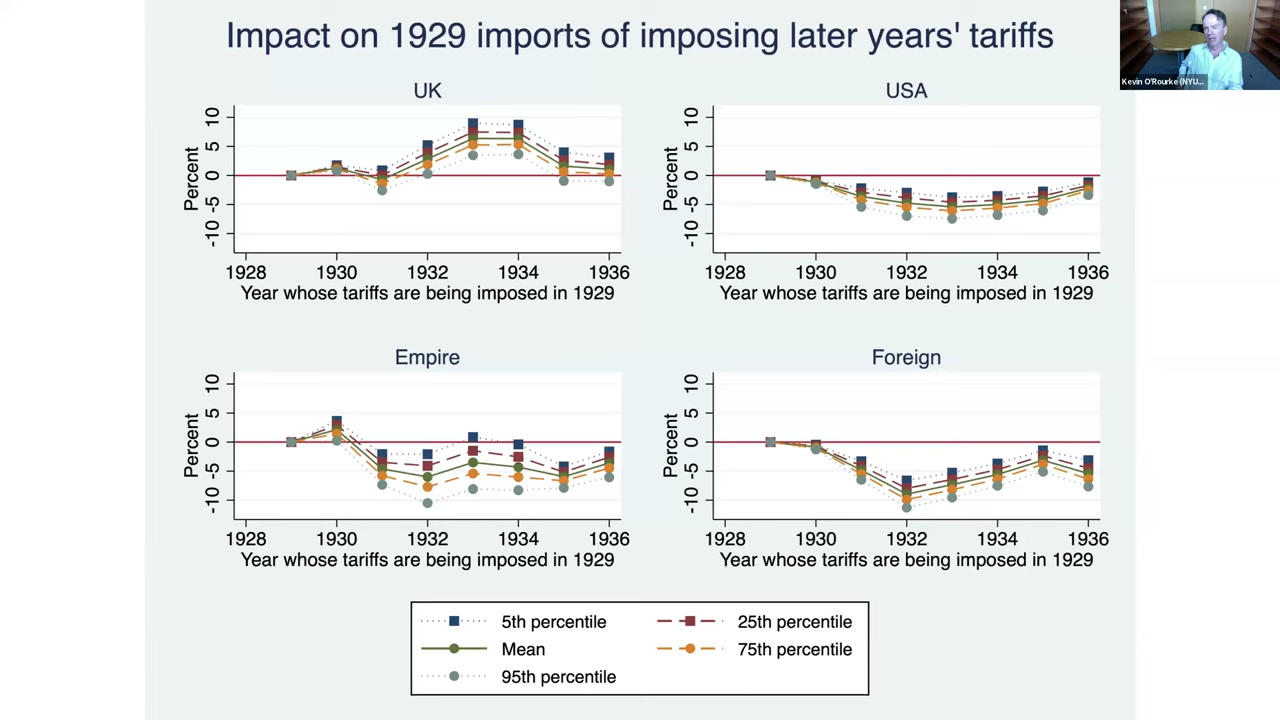 Impact on 1929 imports of imposing later years' tariffs
Kevin O'Rourke (NYU...
UK
Percent
10
5
0
-5
-10
1928 1930 1932 1934 1936
Year whose tariffs are being imposed in 1929
USA
Percent
10
5
0
-5
-10
1928 1930 1932 1934 1936
Year whose tariffs are being imposed in 1929
Empire
Percent
10
5
0
-5
-10
1928 1930 1932 1934 1936
Year whose tariffs are being imposed in 1929
Foreign
Percent
10
5
0
-5
-10
1928 1930 1932 1934 1936
Year whose tariffs are being imposed in 1929
5th percentile 25th percentile
Mean 75th percentile
95th percentile